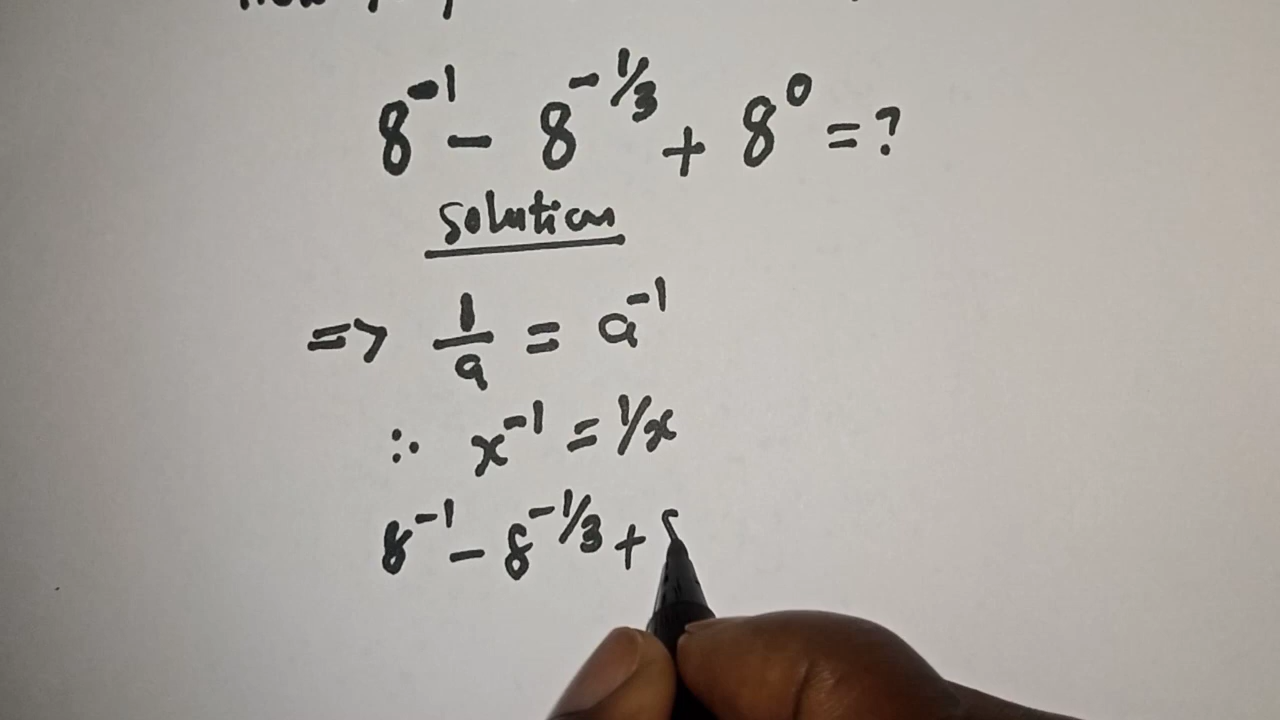 8⁻¹ - 8⁻¹/³ + 8⁰ = ?
Solution
=> 1/a = a⁻¹
∴ x⁻¹ = 1/x
8⁻¹ - 8⁻¹/³ +